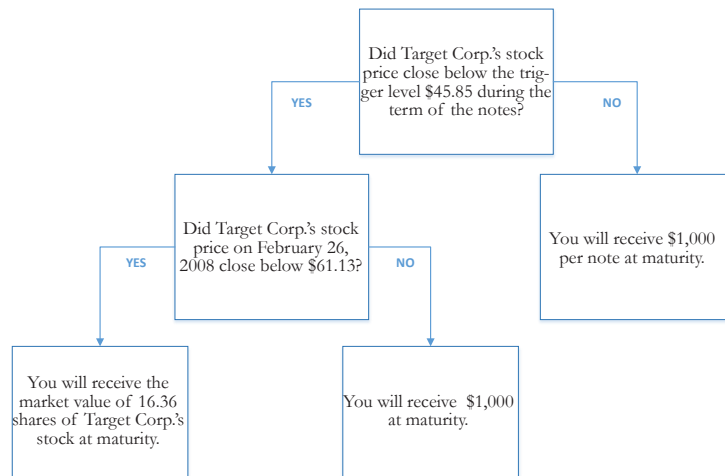 Did Target Corp.'s stock
price close below the trig-
ger level $45.85 during the
term of the notes?
YES
NO
Did Target Corp.'s stock
price on February 26,
2008 close below $61.13?
You will receive $1,000
per note at maturity.
YES
NO
You will receive the
market value of 16.36
shares of Target Corp.'s
stock at maturity.
You will receive $1,000
at maturity.